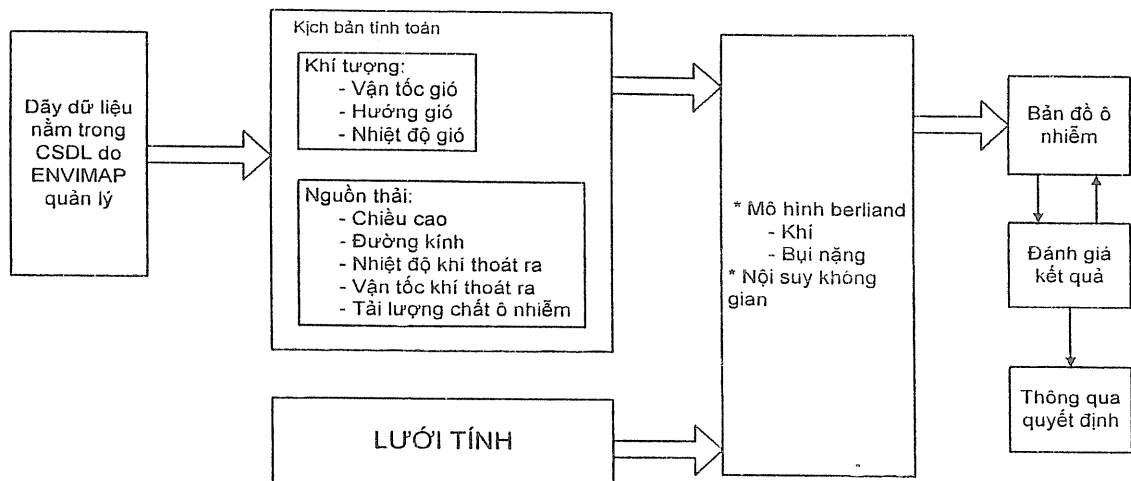 Dãy dữ liệu
nằm trong
CSDL do
ENVIMAP
quản lý
Kịch bản tính toán
Khí tượng:
- Vận tốc gió
- Hướng gió
- Nhiệt độ gió
Nguồn thải:
- Chiều cao
- Đường kính
- Nhiệt độ khí thoát ra
- Vận tốc khí thoát ra
- Tải lượng chất ô nhiễm
LƯỚI TÍNH
* Mô hình berliand
- Khí
- Bụi nặng
* Nội suy không
gian
Bản đồ ô
nhiễm
Đánh giá
kết quả
Thông qua
quyết định